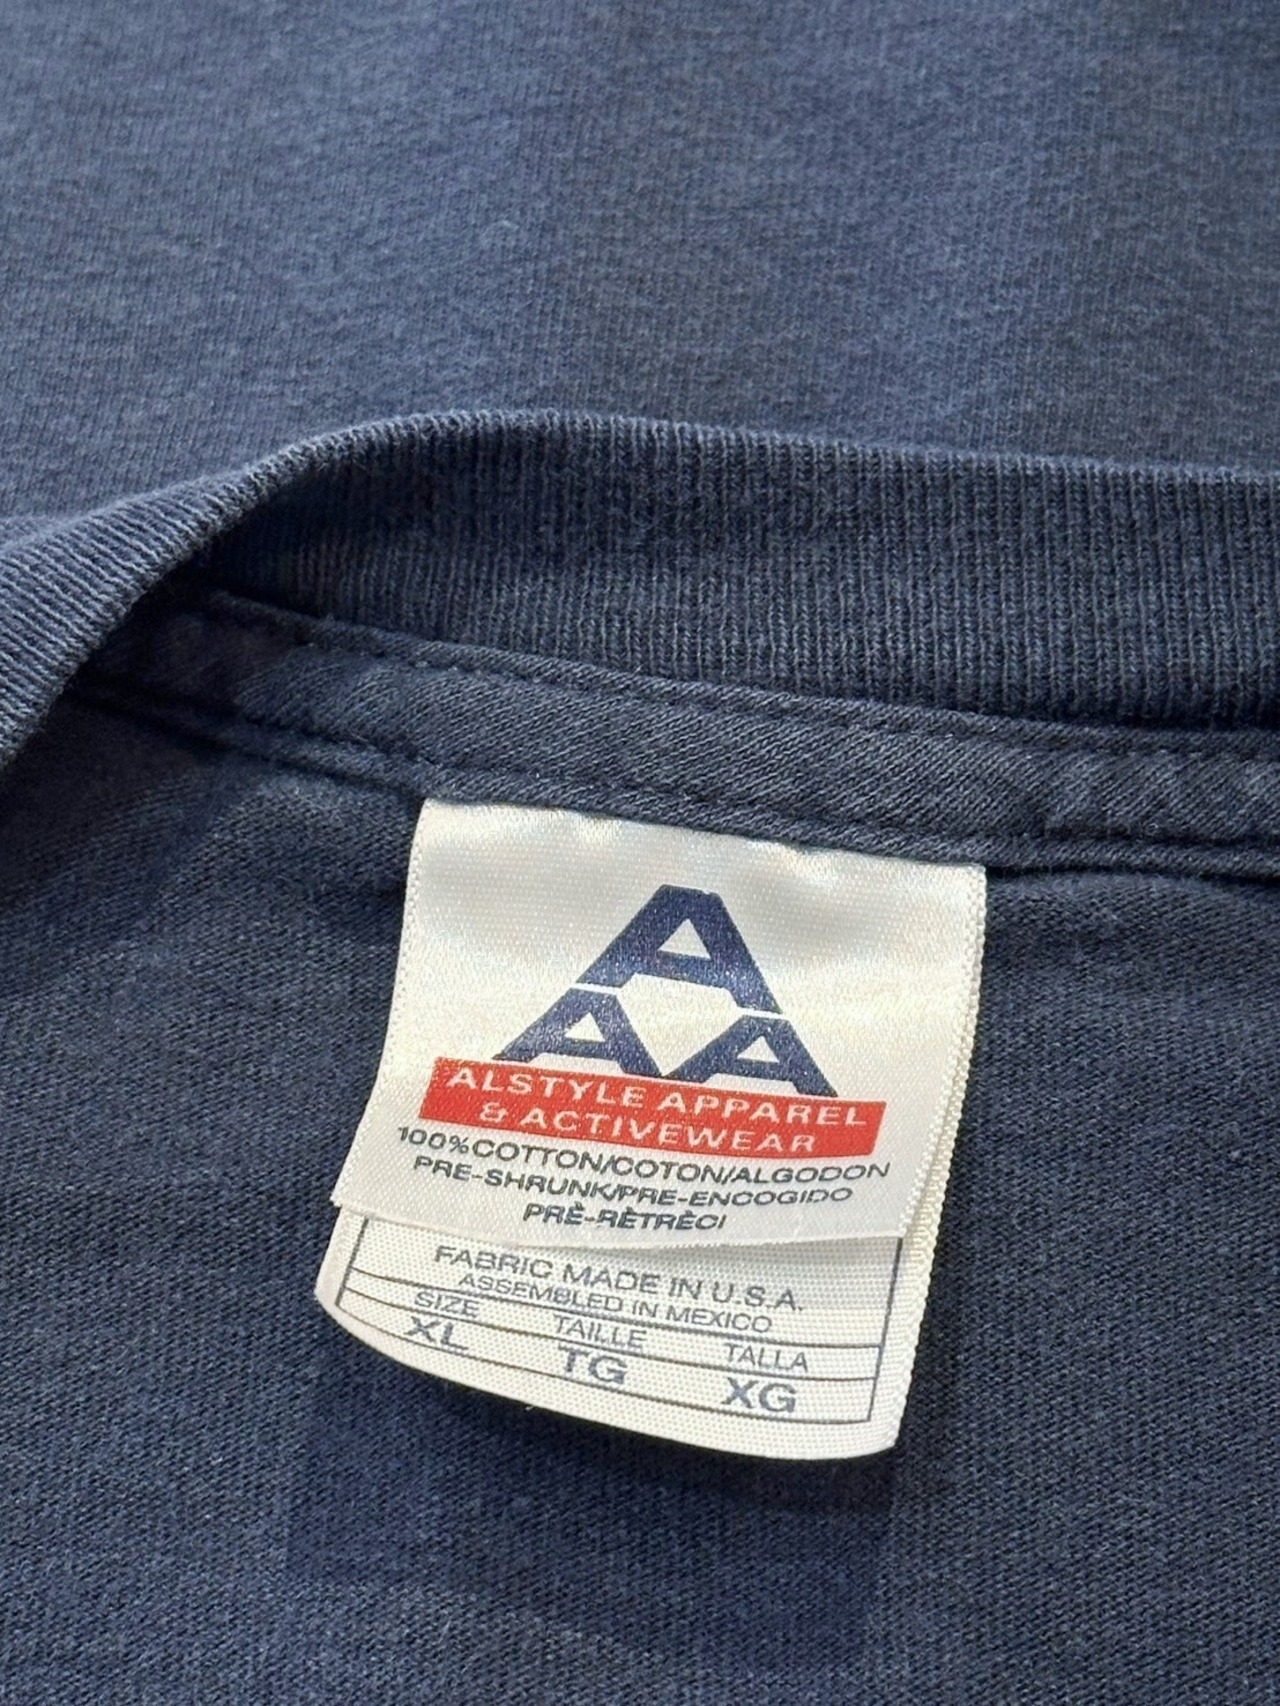 A
A A
ALSTYLE APPAREL
& ACTIVEWEAR
100%COTTON/COTON/ALGODON
PRE-SHRUNK/PRE-ENCOGIDO
PRÈ-RÈTRÈCI
FABRIC MADE IN U.S.A.
ASSEMBLED IN MEXICO
SIZE TAILLE TALLA
XL TG XG